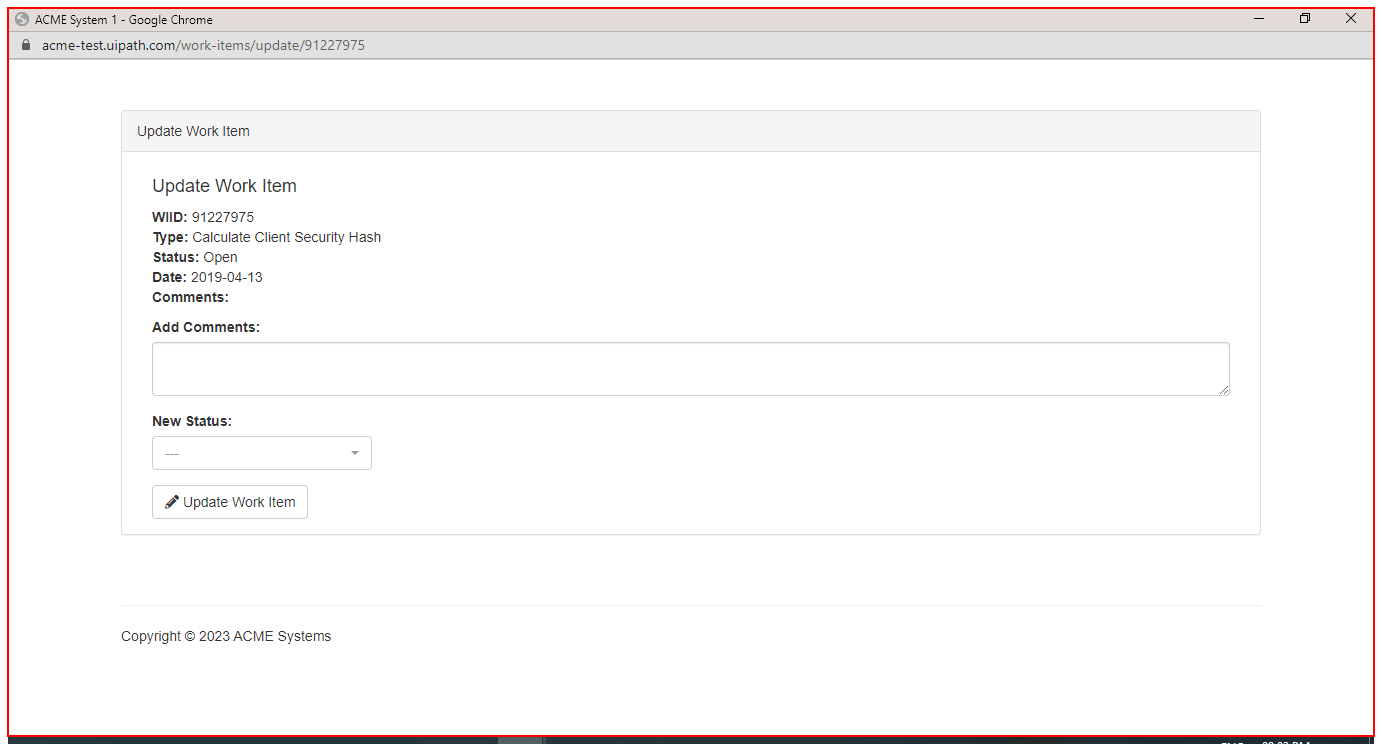 ACME System 1 - Google Chrome
acme-test.uipath.com/work-items/update/91227975
Update Work Item
Update Work Item
WIID: 91227975
Type: Calculate Client Security Hash
Status: Open
Date: 2019-04-13
Comments:
Add Comments:
New Status:
---
Update Work Item
Copyright © 2023 ACME Systems